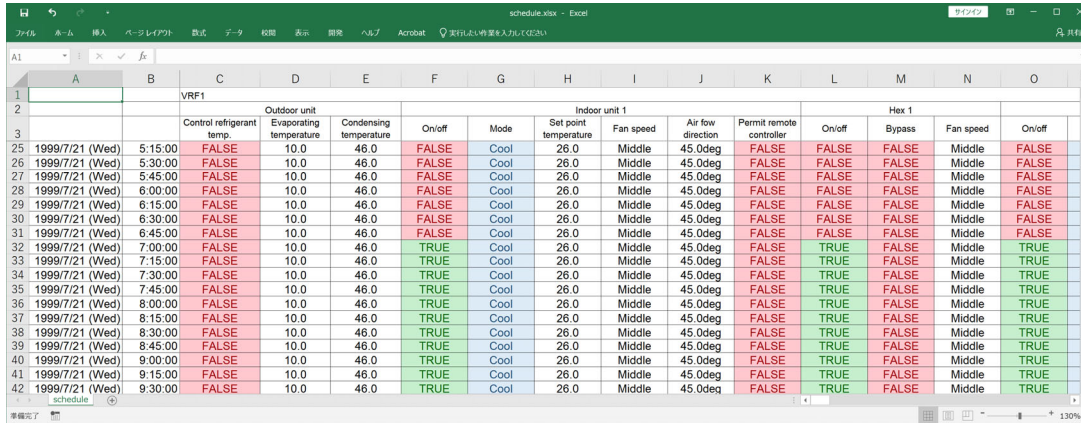 schedule.xlsx - Excel
サインイン
ファイル ホーム 挿入 ページ レイアウト 数式 データ 校閲 表示 開発 ヘルプ Acrobat 実行したい作業を入力してください 共有
A1 fx
A B C D E F G H I J K L M N O
1 VRF1
2 Outdoor unit Indoor unit 1 Hex 1
3 Control refrigerant temp. Evaporating temperature Condensing temperature On/off Mode Set point temperature Fan speed Air fow direction Permit remote controller On/off Bypass Fan speed On/off
25 1999/7/21 (Wed) 5:15:00 FALSE 10.0 46.0 FALSE Cool 26.0 Middle 45.0deg FALSE FALSE FALSE Middle FALSE
26 1999/7/21 (Wed) 5:30:00 FALSE 10.0 46.0 FALSE Cool 26.0 Middle 45.0deg FALSE FALSE FALSE Middle FALSE
27 1999/7/21 (Wed) 5:45:00 FALSE 10.0 46.0 FALSE Cool 26.0 Middle 45.0deg FALSE FALSE FALSE Middle FALSE
28 1999/7/21 (Wed) 6:00:00 FALSE 10.0 46.0 FALSE Cool 26.0 Middle 45.0deg FALSE FALSE FALSE Middle FALSE
29 1999/7/21 (Wed) 6:15:00 FALSE 10.0 46.0 FALSE Cool 26.0 Middle 45.0deg FALSE FALSE FALSE Middle FALSE
30 1999/7/21 (Wed) 6:30:00 FALSE 10.0 46.0 FALSE Cool 26.0 Middle 45.0deg FALSE FALSE FALSE Middle FALSE
31 1999/7/21 (Wed) 6:45:00 FALSE 10.0 46.0 FALSE Cool 26.0 Middle 45.0deg FALSE FALSE FALSE Middle FALSE
32 1999/7/21 (Wed) 7:00:00 FALSE 10.0 46.0 TRUE Cool 26.0 Middle 45.0deg FALSE TRUE FALSE Middle TRUE
33 1999/7/21 (Wed) 7:15:00 FALSE 10.0 46.0 TRUE Cool 26.0 Middle 45.0deg FALSE TRUE FALSE Middle TRUE
34 1999/7/21 (Wed) 7:30:00 FALSE 10.0 46.0 TRUE Cool 26.0 Middle 45.0deg FALSE TRUE FALSE Middle TRUE
35 1999/7/21 (Wed) 7:45:00 FALSE 10.0 46.0 TRUE Cool 26.0 Middle 45.0deg FALSE TRUE FALSE Middle TRUE
36 1999/7/21 (Wed) 8:00:00 FALSE 10.0 46.0 TRUE Cool 26.0 Middle 45.0deg FALSE TRUE FALSE Middle TRUE
37 1999/7/21 (Wed) 8:15:00 FALSE 10.0 46.0 TRUE Cool 26.0 Middle 45.0deg FALSE TRUE FALSE Middle TRUE
38 1999/7/21 (Wed) 8:30:00 FALSE 10.0 46.0 TRUE Cool 26.0 Middle 45.0deg FALSE TRUE FALSE Middle TRUE
39 1999/7/21 (Wed) 8:45:00 FALSE 10.0 46.0 TRUE Cool 26.0 Middle 45.0deg FALSE TRUE FALSE Middle TRUE
40 1999/7/21 (Wed) 9:00:00 FALSE 10.0 46.0 TRUE Cool 26.0 Middle 45.0deg FALSE TRUE FALSE Middle TRUE
41 1999/7/21 (Wed) 9:15:00 FALSE 10.0 46.0 TRUE Cool 26.0 Middle 45.0deg FALSE TRUE FALSE Middle TRUE
42 1999/7/21 (Wed) 9:30:00 FALSE 10.0 46.0 TRUE Cool 26.0 Middle 45.0deg FALSE TRUE FALSE Middle TRUE
schedule
準備完了 130%